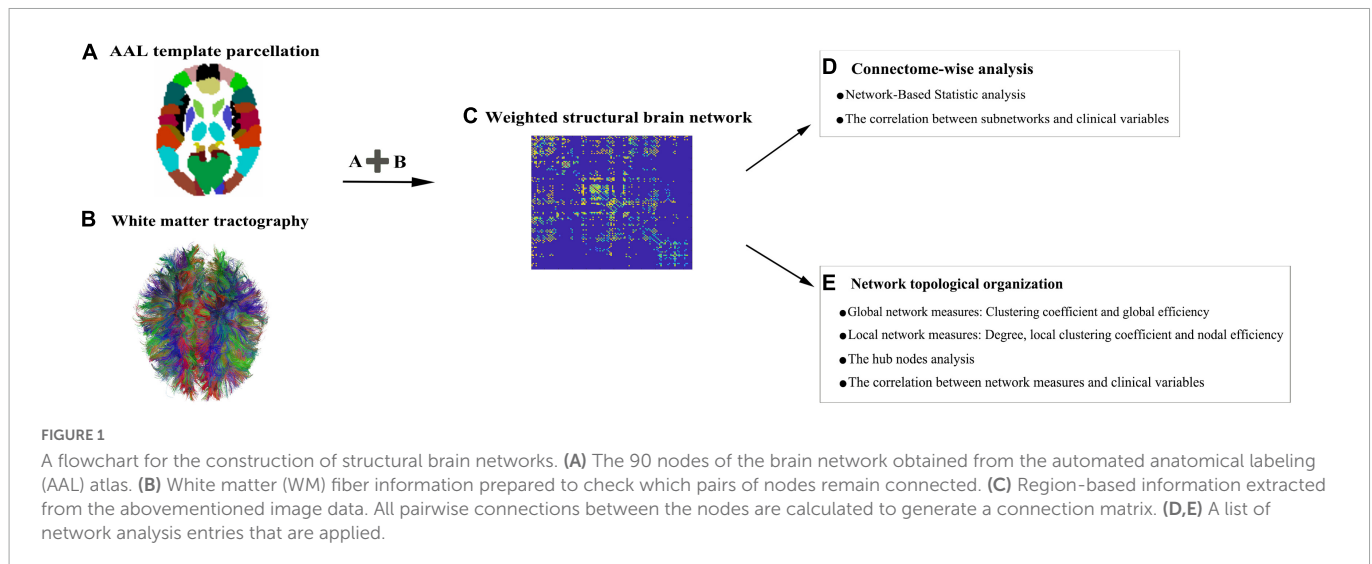 A AAL template parcellation
B White matter tractography
A + B
C Weighted structural brain network
D Connectome-wise analysis
●Network-Based Statistic analysis
●The correlation between subnetworks and clinical variables
E Network topological organization
●Global network measures: Clustering coefficient and global efficiency
●Local network measures: Degree, local clustering coefficient and nodal efficiency
●The hub nodes analysis
●The correlation between network measures and clinical variables
FIGURE 1
A flowchart for the construction of structural brain networks. (A) The 90 nodes of the brain network obtained from the automated anatomical labeling
(AAL) atlas. (B) White matter (WM) fiber information prepared to check which pairs of nodes remain connected. (C) Region-based information extracted
from the abovementioned image data. All pairwise connections between the nodes are calculated to generate a connection matrix. (D,E) A list of
network analysis entries that are applied.